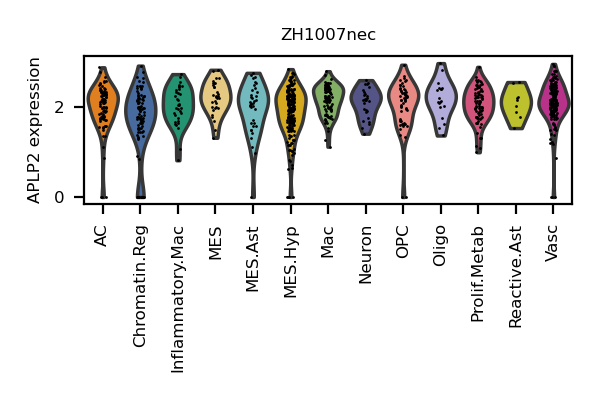 ZH1007nec
APLP2 expression
2
0
AC
Chromatin.Reg
Inflammatory.Mac
MES
MES.Ast
MES.Hyp
Mac
Neuron
OPC
Oligo
Prolif.Metab
Reactive.Ast
Vasc